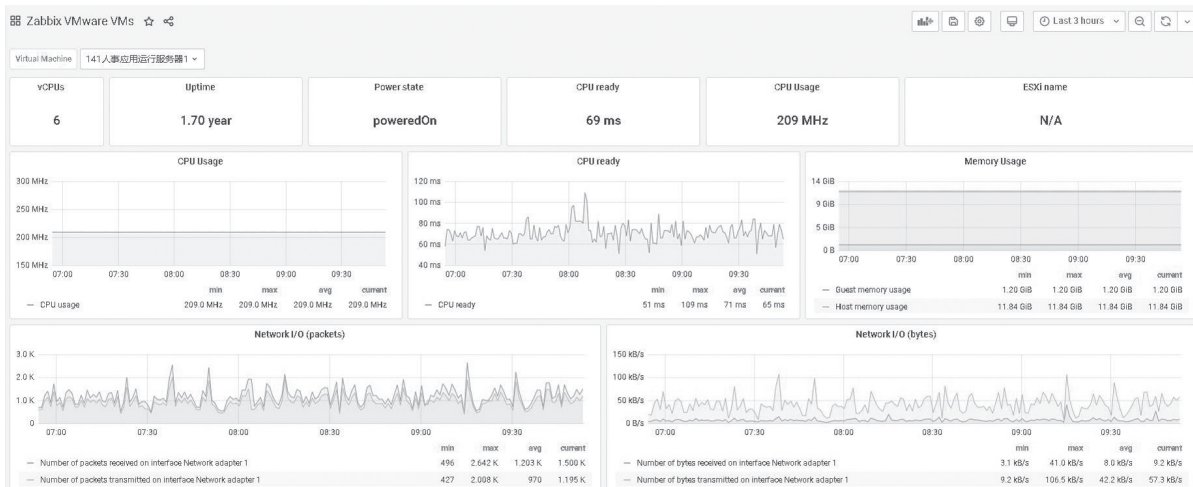 Zabbix VMware VMs
Last 3 hours
Virtual Machine 141人事应用运行服务器1
vCPUs Uptime Power state CPU ready CPU Usage ESXi name
6 1.70 year poweredOn 69 ms 209 MHz N/A
CPU Usage
300 MHz
250 MHz
200 MHz
150 MHz
07:00 07:30 08:00 08:30 09:00 09:30
min max avg current
CPU usage 209.0 MHz 209.0 MHz 209.0 MHz 209.0 MHz
CPU ready
120 ms
100 ms
80 ms
60 ms
40 ms
07:00 07:30 08:00 08:30 09:00 09:30
min max avg current
CPU ready 51 ms 109 ms 71 ms 65 ms
Memory Usage
14 GiB
9 GiB
5 GiB
0 B
07:00 07:30 08:00 08:30 09:00 09:30
min max avg current
Guest memory usage 1.20 GiB 1.20 GiB 1.20 GiB 1.20 GiB
Host memory usage 11.84 GiB 11.84 GiB 11.84 GiB 11.84 GiB
Network I/O (packets)
3.0 K
2.0 K
1.0 K
0
07:00 07:30 08:00 08:30 09:00 09:30
min max avg current
Number of packets received on interface Network adapter 1 496 2.642 K 1.203 K 1.500 K
Number of packets transmitted on interface Network adapter 1 427 2.008 K 970 1.195 K
Network I/O (bytes)
150 kB/s
100 kB/s
50 kB/s
0 B/s
07:00 07:30 08:00 08:30 09:00 09:30
min max avg current
Number of bytes received on interface Network adapter 1 3.1 kB/s 41.0 kB/s 8.0 kB/s 9.2 kB/s
Number of bytes transmitted on interface Network adapter 1 9.2 kB/s 106.5 kB/s 42.2 kB/s 57.3 kB/s